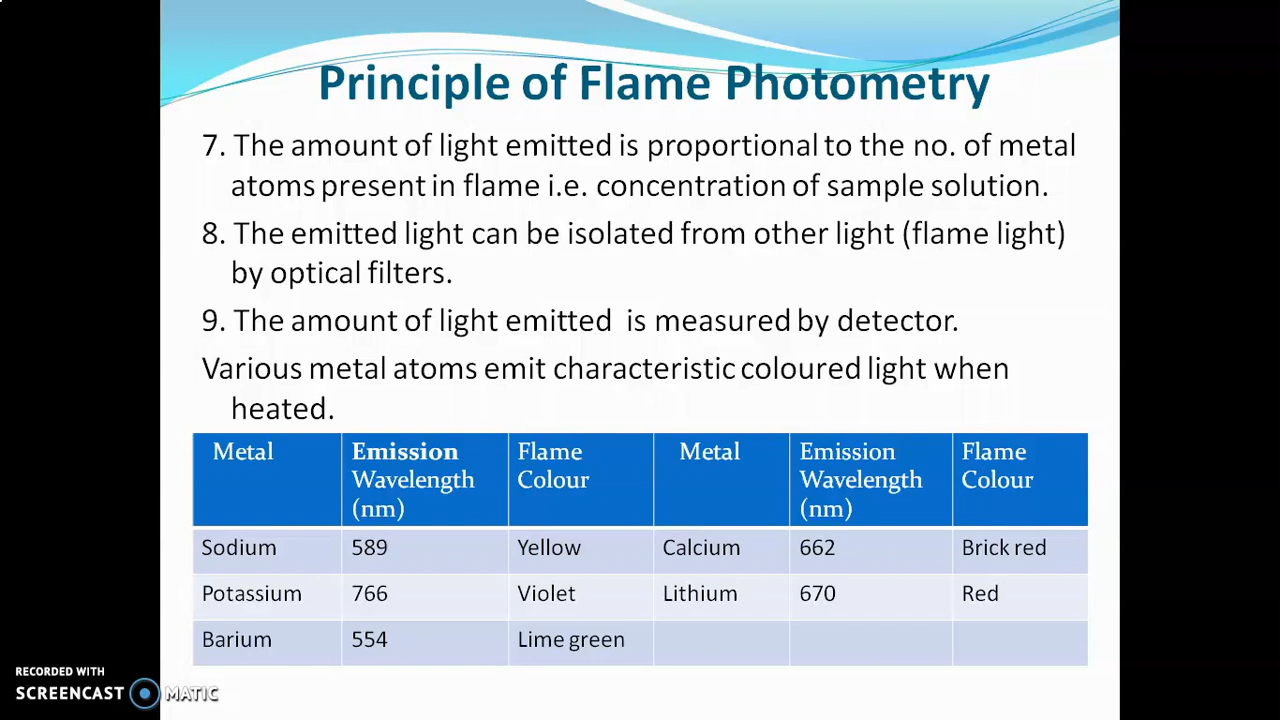 Principle of Flame Photometry
7. The amount of light emitted is proportional to the no. of metal
atoms present in flame i.e. concentration of sample solution.
8. The emitted light can be isolated from other light (flame light)
by optical filters.
9. The amount of light emitted  is measured by detector.
Various metal atoms emit characteristic coloured light when
heated.
Metal Emission Wavelength (nm) Flame Colour Metal Emission Wavelength (nm) Flame Colour
Sodium 589 Yellow Calcium 662 Brick red
Potassium 766 Violet Lithium 670 Red
Barium 554 Lime green
RECORDED WITH
SCREENCAST MATIC